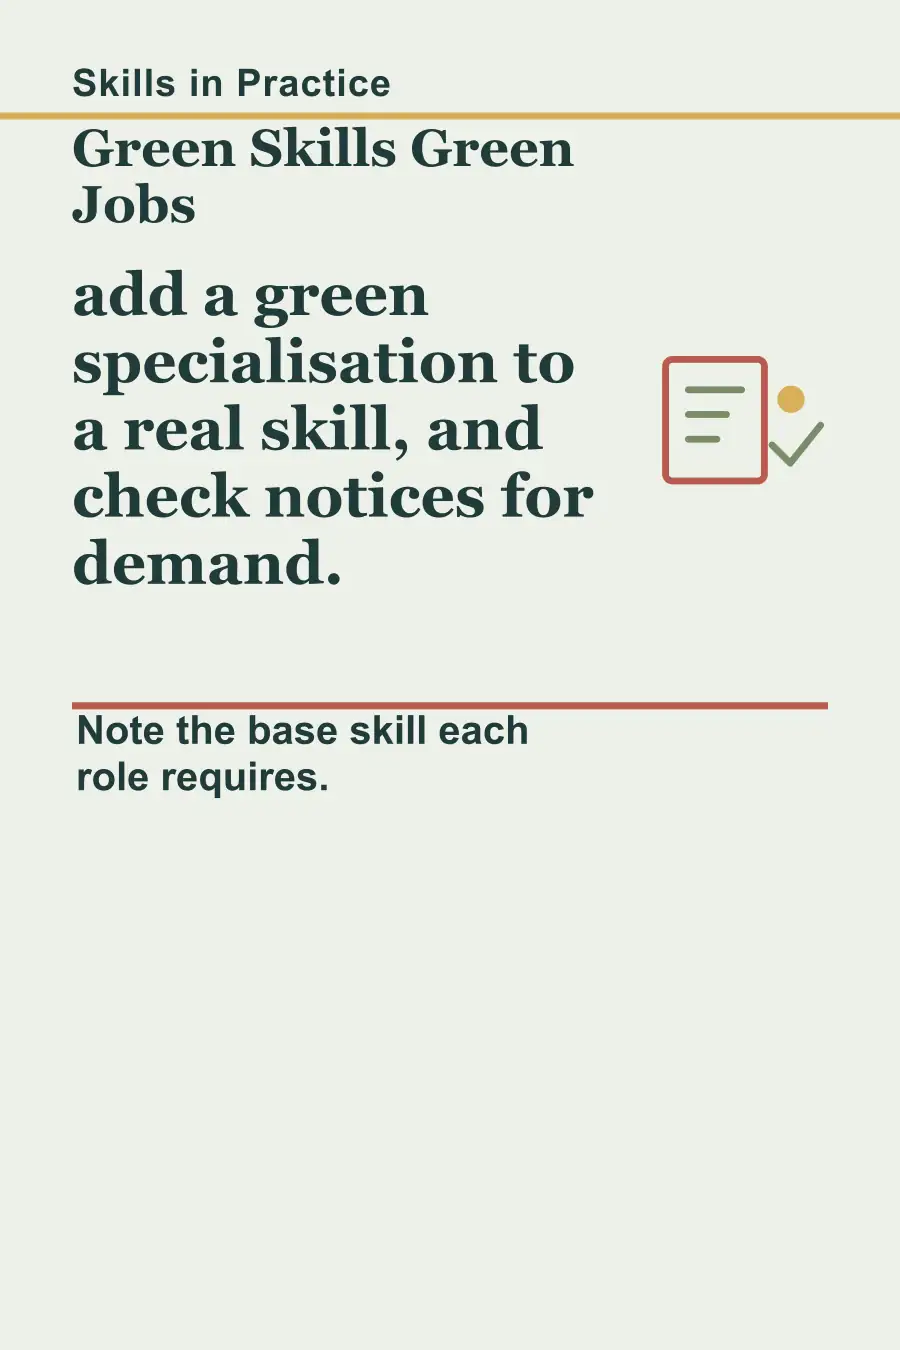 Skills in Practice
Green Skills Green
Jobs
add a green
specialisation to
a real skill, and
check notices for
demand.
Note the base skill each
role requires.